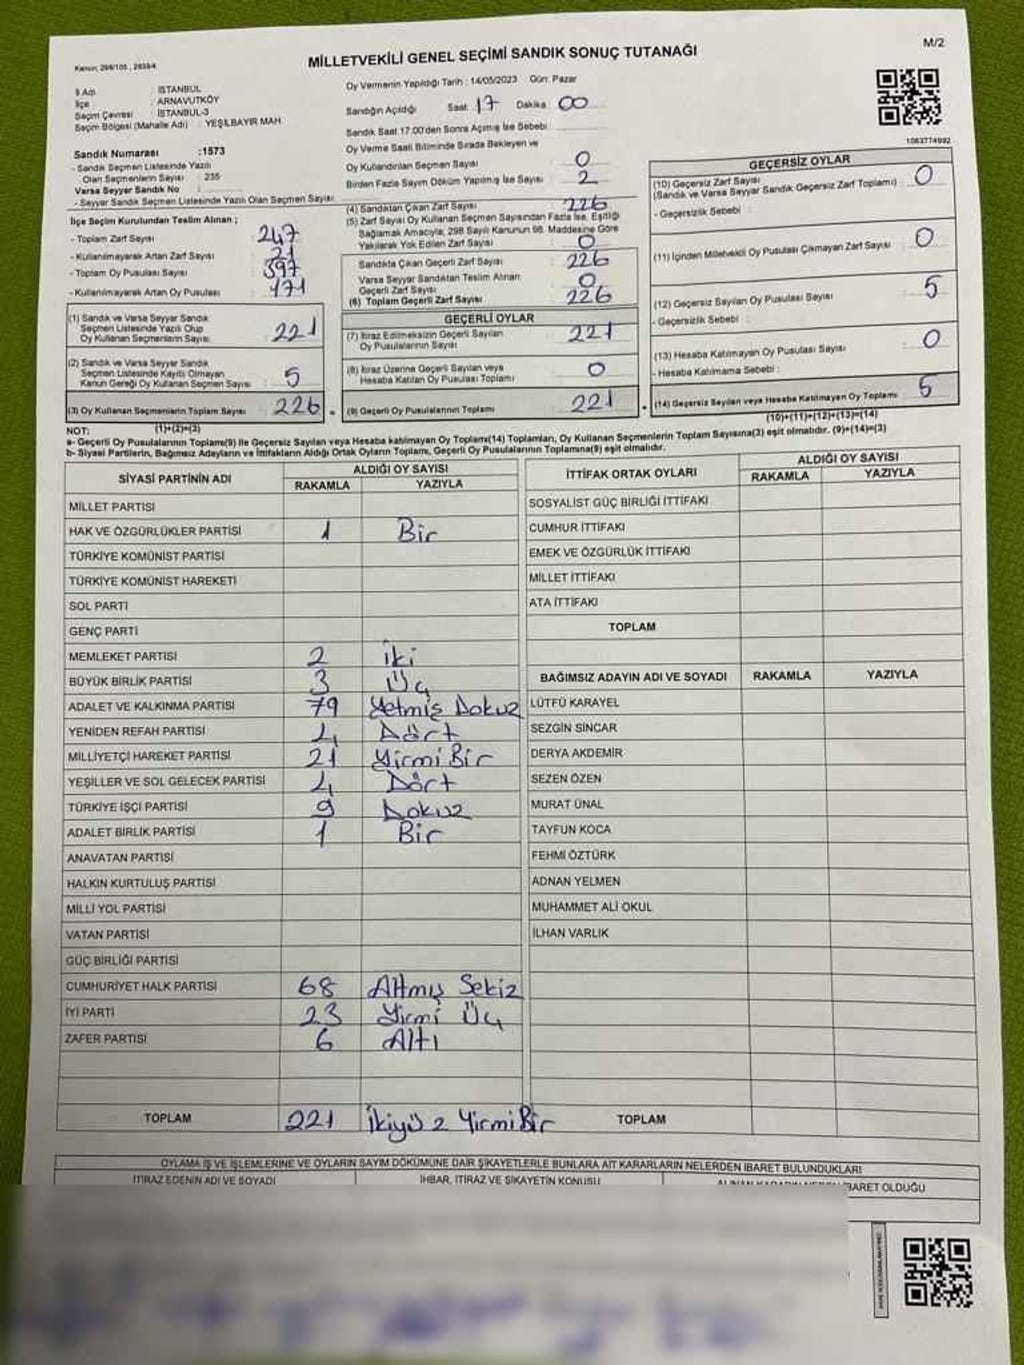 M/2
MİLLETVEKİLİ GENEL SEÇİMİ SANDIK SONUÇ TUTANAĞI
Kanun; 298/105 , 2839/4
İl Adı : İSTANBUL
İlçe : ARNAVUTKÖY
Seçim Çevresi : İSTANBUL-3
Seçim Bölgesi (Mahalle Adı) : YEŞİLBAYIR MAH.
Sandık Numarası :1573
- Sandık Seçmen Listesinde Yazılı
Olan Seçmenlerin Sayısı : 235
Varsa Seyyar Sandık No :
- Seyyar Sandık Seçmen Listesinde Yazılı Olan Seçmen Sayısı
Oy Vermenin Yapıldığı Tarih : 14/05/2023 Gün: Pazar
Sandığın Açıldığı Saat: 17 Dakika: 00
Sandık Saat 17:00'den Sonra Açılmış İse Sebebi
Oy Verme Saati Bitiminde Sırada Bekleyen ve
Oy Kullandırılan Seçmen Sayısı : 0
Birden Fazla Sayım Döküm Yapılmış İse Sayısı : 2
1063774992
İlçe Seçim Kurulundan Teslim Alınan ;
- Toplam Zarf Sayısı : 247
- Kullanılmayarak Artan Zarf Sayısı : 21
- Toplam Oy Pusulası Sayısı : 397
- Kullanılmayarak Artan Oy Pusulası : 171
(1) Sandık ve Varsa Seyyar Sandık
Seçmen Listesinde Yazılı Olup
Oy Kullanan Seçmenlerin Sayısı : 221
(2) Sandık ve Varsa Seyyar Sandık
Seçmen Listesinde Kayıtlı Olmayan
Kanun Gereği Oy Kullanan Seçmen Sayısı : 5
(3) Oy Kullanan Seçmenlerin Toplam Sayısı : 226
(1)+(2)=(3)
(4) Sandıktan Çıkan Zarf Sayısı : 226
(5) Zarf Sayısı Oy Kullanan Seçmen Sayısından Fazla İse, Eşitliği
Sağlamak Amacıyla, 298 Sayılı Kanunun 98. Maddesine Göre
Yakılarak Yok Edilen Zarf Sayısı : 0
Sandıkta Çıkan Geçerli Zarf Sayısı : 226
Varsa Seyyar Sandıktan Teslim Alınan
Geçerli Zarf Sayısı : 0
(6) Toplam Geçerli Zarf Sayısı : 226
GEÇERLİ OYLAR
(7) İtiraz Edilmeksizin Geçerli Sayılan
Oy Pusulalarının Sayısı : 221
(8) İtiraz Üzerine Geçerli Sayılan veya
Hesaba Katılan Oy Pusulası Toplamı : 0
(9) Geçerli Oy Pusulalarının Toplamı : 221
GEÇERSİZ OYLAR
(10) Geçersiz Zarf Sayısı
(Sandık ve Varsa Seyyar Sandık Geçersiz Zarf Toplamı) : 0
- Geçersizlik Sebebi :
(11) İçinden Milletvekili Oy Pusulası Çıkmayan Zarf Sayısı : 0
(12) Geçersiz Sayılan Oy Pusulası Sayısı : 5
- Geçersizlik Sebebi :
(13) Hesaba Katılmayan Oy Pusulası Sayısı : 0
- Hesaba Katılmama Sebebi :
(14) Geçersiz Sayılan veya Hesaba Katılmayan Oy Toplamı : 5
(10)+(11)+(12)+(13)=(14)
NOT:
a- Geçerli Oy Pusulalarının Toplamı(9) ile Geçersiz Sayılan veya Hesaba katılmayan Oy Toplamı(14) Toplamları, Oy Kullanan Seçmenlerin Toplam Sayısına(3) eşit olmalıdır. (9)+(14)=(3)
b- Siyasi Partilerin, Bağımsız Adayların ve İttifakların Aldığı Ortak Oyların Toplamı, Geçerli Oy Pusulalarının Toplamına(9) eşit olmalıdır.
SİYASİ PARTİNİN ADI ALDIĞI OY SAYISI
RAKAMLA YAZIYLA
MİLLET PARTİSİ
HAK VE ÖZGÜRLÜKLER PARTİSİ 1 Bir
TÜRKİYE KOMÜNİST PARTİSİ
TÜRKİYE KOMÜNİST HAREKETİ
SOL PARTİ
GENÇ PARTİ
MEMLEKET PARTİSİ 2 İki
BÜYÜK BİRLİK PARTİSİ 3 Üç
ADALET VE KALKINMA PARTİSİ 79 Yetmiş Dokuz
YENİDEN REFAH PARTİSİ 4 Dört
MİLLİYETÇİ HAREKET PARTİSİ 21 Yirmi Bir
YEŞİLLER VE SOL GELECEK PARTİSİ 4 Dört
TÜRKİYE İŞÇİ PARTİSİ 9 Dokuz
ADALET BİRLİK PARTİSİ 1 Bir
ANAVATAN PARTİSİ
HALKIN KURTULUŞ PARTİSİ
MİLLİ YOL PARTİSİ
VATAN PARTİSİ
GÜÇ BİRLİĞİ PARTİSİ
CUMHURİYET HALK PARTİSİ 68 Altmış Sekiz
İYİ PARTİ 23 Yirmi Üç
ZAFER PARTİSİ 6 Altı
TOPLAM 221 İkiyü z Yirmi Bir
İTTİFAK ORTAK OYLARI ALDIĞI OY SAYISI
RAKAMLA YAZIYLA
SOSYALİST GÜÇ BİRLİĞİ İTTİFAKI
CUMHUR İTTİFAKI
EMEK VE ÖZGÜRLÜK İTTİFAKI
MİLLET İTTİFAKI
ATA İTTİFAKI
TOPLAM
BAĞIMSIZ ADAYIN ADI VE SOYADI RAKAMLA YAZIYLA
LÜTFÜ KARAYEL
SEZGİN SİNCAR
DERYA AKDEMİR
SEZEN ÖZEN
MURAT ÜNAL
TAYFUN KOCA
FEHMİ ÖZTÜRK
ADNAN YELMEN
MUHAMMET ALİ OKUL
İLHAN VARLIK
TOPLAM
OYLAMA İŞ VE İŞLEMLERİNE VE OYLARIN SAYIM DÖKÜMÜNE DAİR ŞİKAYETLERLE BUNLARA AİT KARARLARIN NELERDEN İBARET BULUNDUKLARI
İTİRAZ EDENİN ADI VE SOYADI İHBAR, İTİRAZ VE ŞİKAYETİN KONUSU İBARET OLDUĞU